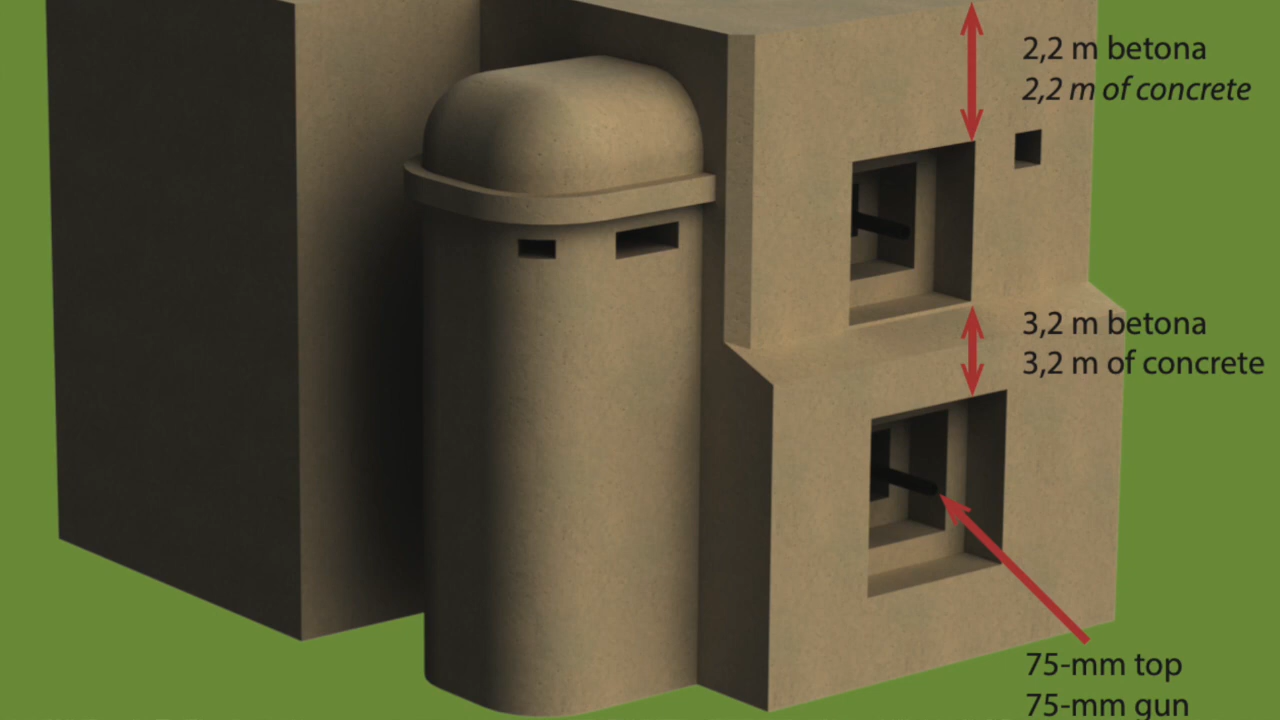 2,2 m betona
2,2 m of concrete
3,2 m betona
3,2 m of concrete
75-mm top
75-mm gun